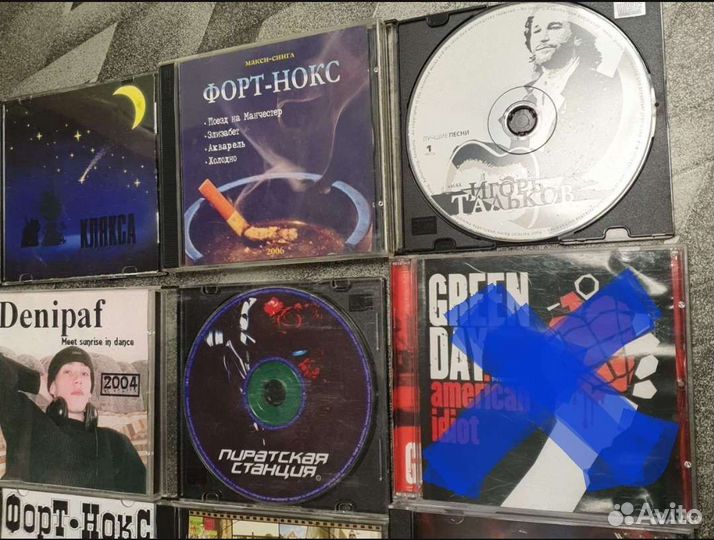 КЛЯКСА
МАКСИ-СИНГЛ
ФОРТ-НОКС
• Поезд на Манчестер
• Элизабет
• Акварель
• Холодно
2006
ЛУЧШИЕ ПЕСНИ
1
ИГОРЬ
ТАЛЬКОВ
Denipaf
Meet sunrise in dance
2004
ПИРАТСКАЯ
СТАНЦИЯ®
GREEN
DAY
american
idiot
ФОРТ-НОКС
Avito